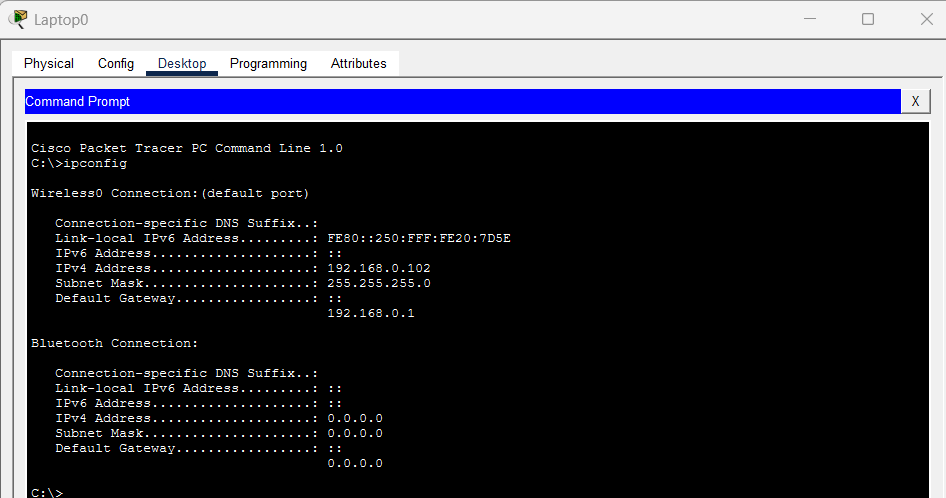 Laptop0
Physical Config Desktop Programming Attributes
Command Prompt X
Cisco Packet Tracer PC Command Line 1.0
C:\>ipconfig
Wireless0 Connection:(default port)
Connection-specific DNS Suffix..:
Link-local IPv6 Address.........: FE80::250:FFF:FE20:7D5E
IPv6 Address....................: ::
IPv4 Address....................: 192.168.0.102
Subnet Mask.....................: 255.255.255.0
Default Gateway.................: ::
192.168.0.1
Bluetooth Connection:
Connection-specific DNS Suffix..:
Link-local IPv6 Address.........: ::
IPv6 Address....................: ::
IPv4 Address....................: 0.0.0.0
Subnet Mask.....................: 0.0.0.0
Default Gateway.................: ::
0.0.0.0
C:\>